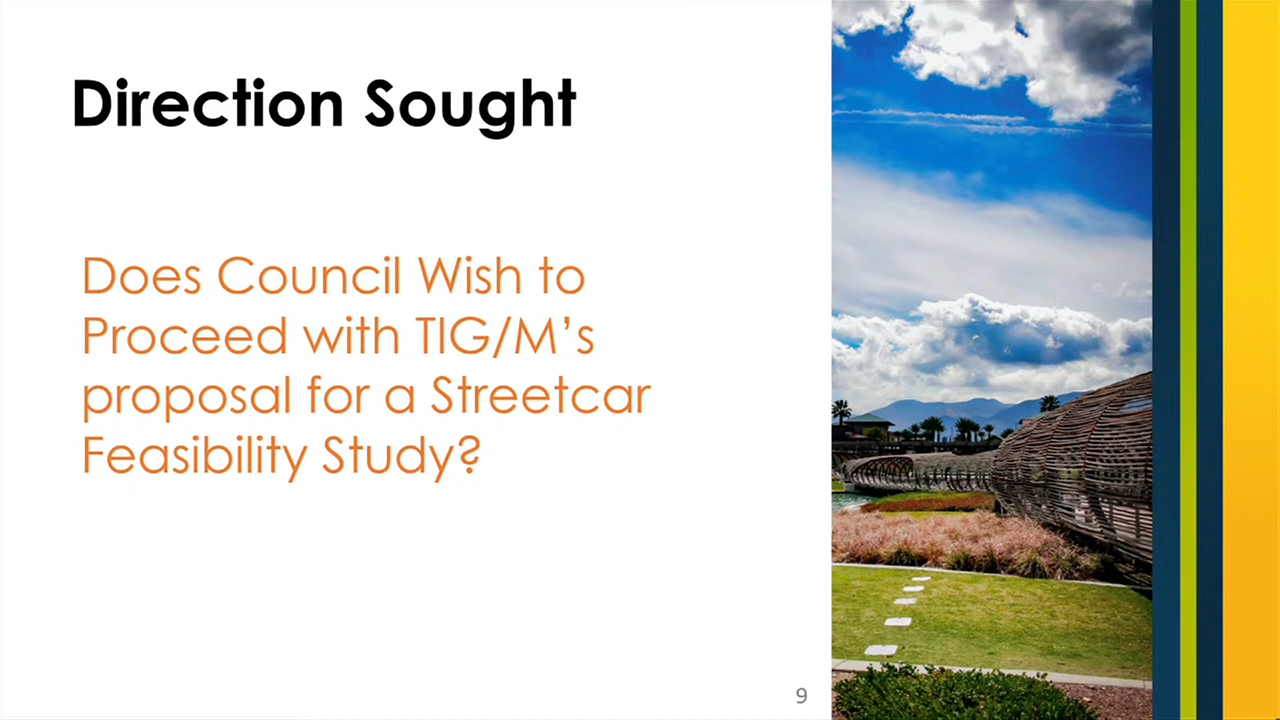 Direction Sought
Does Council Wish to
Proceed with TIG/M’s
proposal for a Streetcar
Feasibility Study?
9